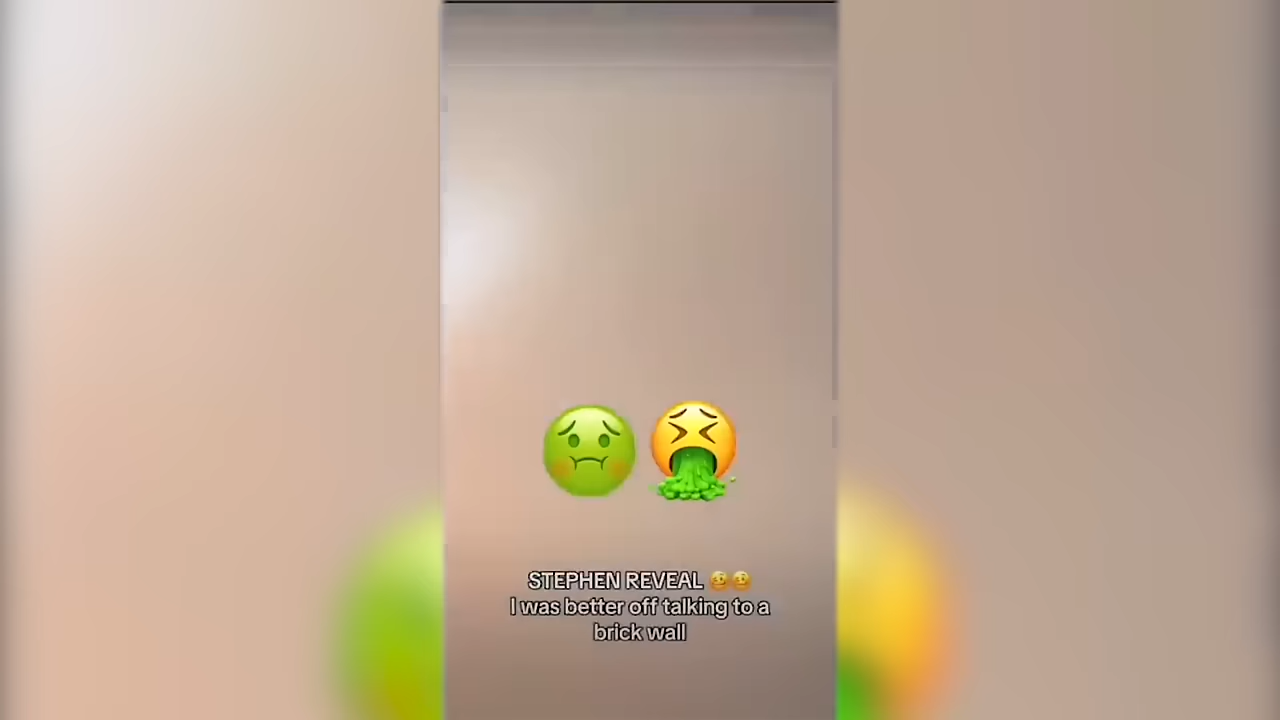 STEPHEN REVEAL 🤕🤕
I was better off talking to a
brick wall